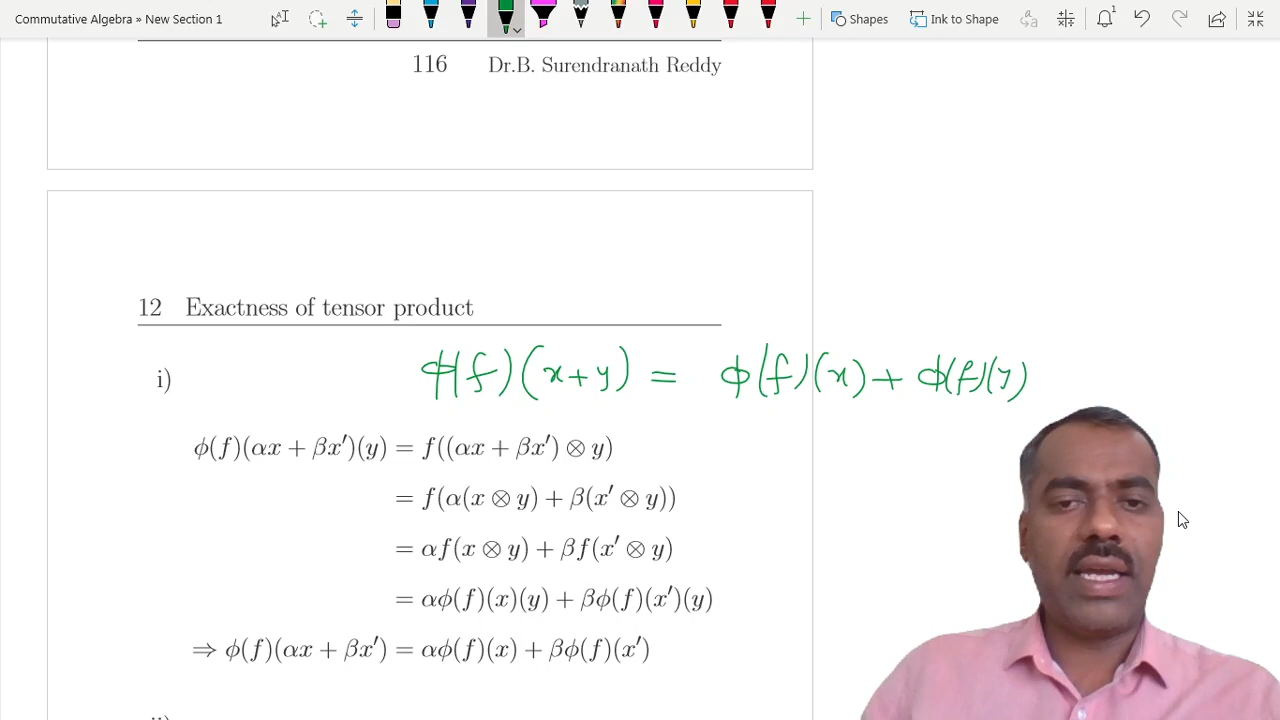 Commutative Algebra » New Section 1
Shapes
Ink to Shape
1
116 Dr.B. Surendranath Reddy
12 Exactness of tensor product
ϕ(f)(x+y) = ϕ(f)(x) + ϕ(f)(y)
i)
ϕ(f)(αx + βx′)(y) = f((αx + βx′) ⊗ y)
= f(α(x ⊗ y) + β(x′ ⊗ y))
= αf(x ⊗ y) + βf(x′ ⊗ y)
= αϕ(f)(x)(y) + βϕ(f)(x′)(y)
⇒ ϕ(f)(αx + βx′) = αϕ(f)(x) + βϕ(f)(x′)